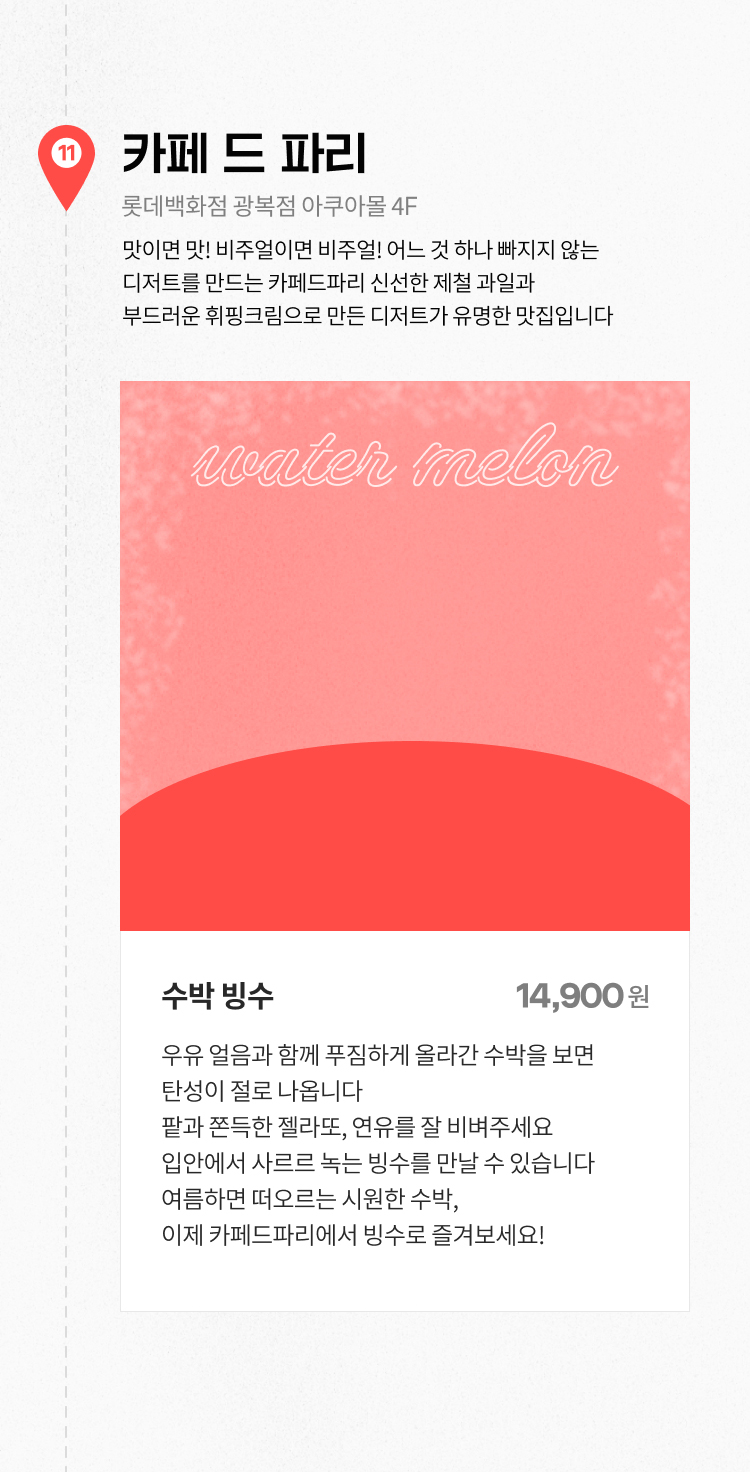 11
카페 드 파리
롯데백화점 광복점 아쿠아몰 4F
맛이면 맛! 비주얼이면 비주얼! 어느 것 하나 빠지지 않는
디저트를 만드는 카페드파리 신선한 제철 과일과
부드러운 휘핑크림으로 만든 디저트가 유명한 맛집입니다
water melon
수박 빙수
14,900원
우유 얼음과 함께 푸짐하게 올라간 수박을 보면
탄성이 절로 나옵니다
팥과 쫀득한 젤라또, 연유를 잘 비벼주세요
입안에서 사르르 녹는 빙수를 만날 수 있습니다
여름하면 떠오르는 시원한 수박,
이제 카페드파리에서 빙수로 즐겨보세요!